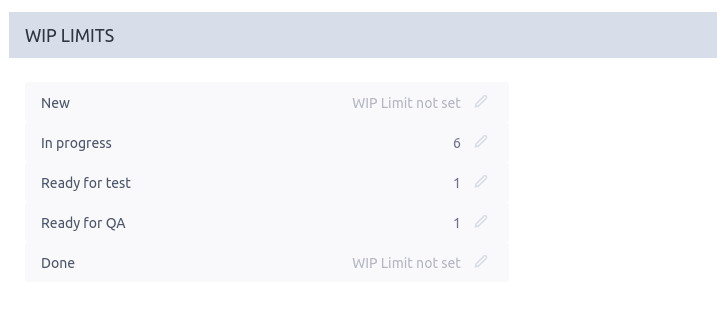 WIP LIMITS
New WIP Limit not set
In progress 6
Ready for test 1
Ready for QA 1
Done WIP Limit not set